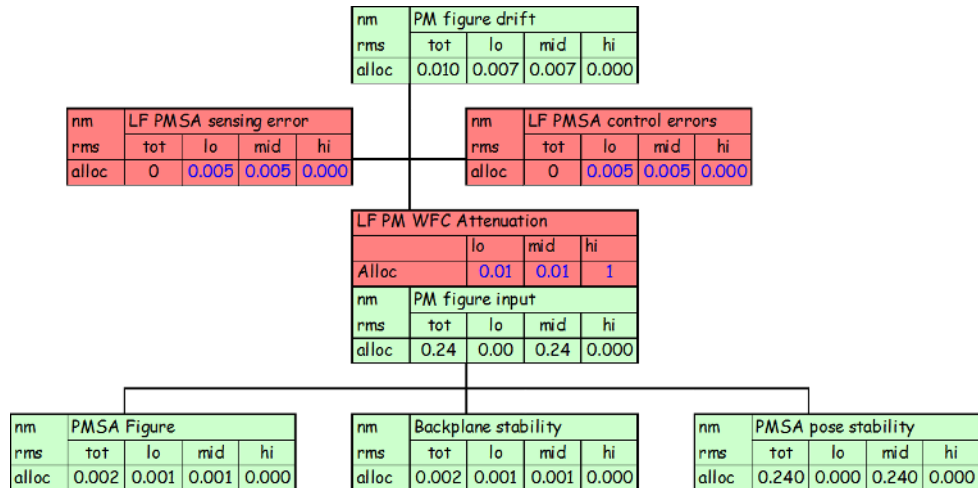 nm PM figure drift
rms tot lo mid hi
alloc 0.010 0.007 0.007 0.000
nm LF PMSA sensing error
rms tot lo mid hi
alloc 0 0.005 0.005 0.000
nm LF PMSA control errors
rms tot lo mid hi
alloc 0 0.005 0.005 0.000
LF PM WFC Attenuation
lo mid hi
Alloc 0.01 0.01 1
nm PM figure input
rms tot lo mid hi
alloc 0.24 0.00 0.24 0.000
nm PMSA Figure
rms tot lo mid hi
alloc 0.002 0.001 0.001 0.000
nm Backplane stability
rms tot lo mid hi
alloc 0.002 0.001 0.001 0.000
nm PMSA pose stability
rms tot lo mid hi
alloc 0.240 0.000 0.240 0.000